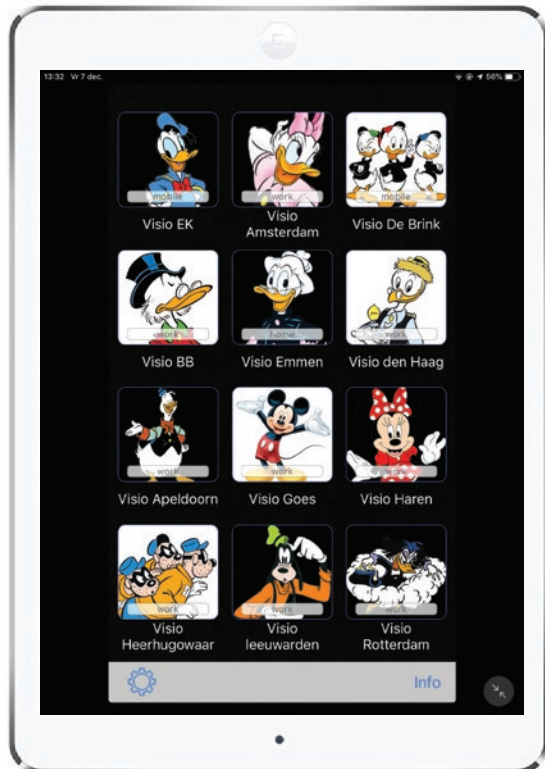 13:32 Vr 7 dec.
56%
mobile
work
mobile
Visio EK
Visio
Amsterdam
Visio De Brink
work
home
work
Visio BB
Visio Emmen
Visio den Haag
work
work
work
Visio Apeldoorn
Visio Goes
Visio Haren
work
work
work
Visio
Heerhugowaar
Visio
leeuwarden
Visio
Rotterdam
Info